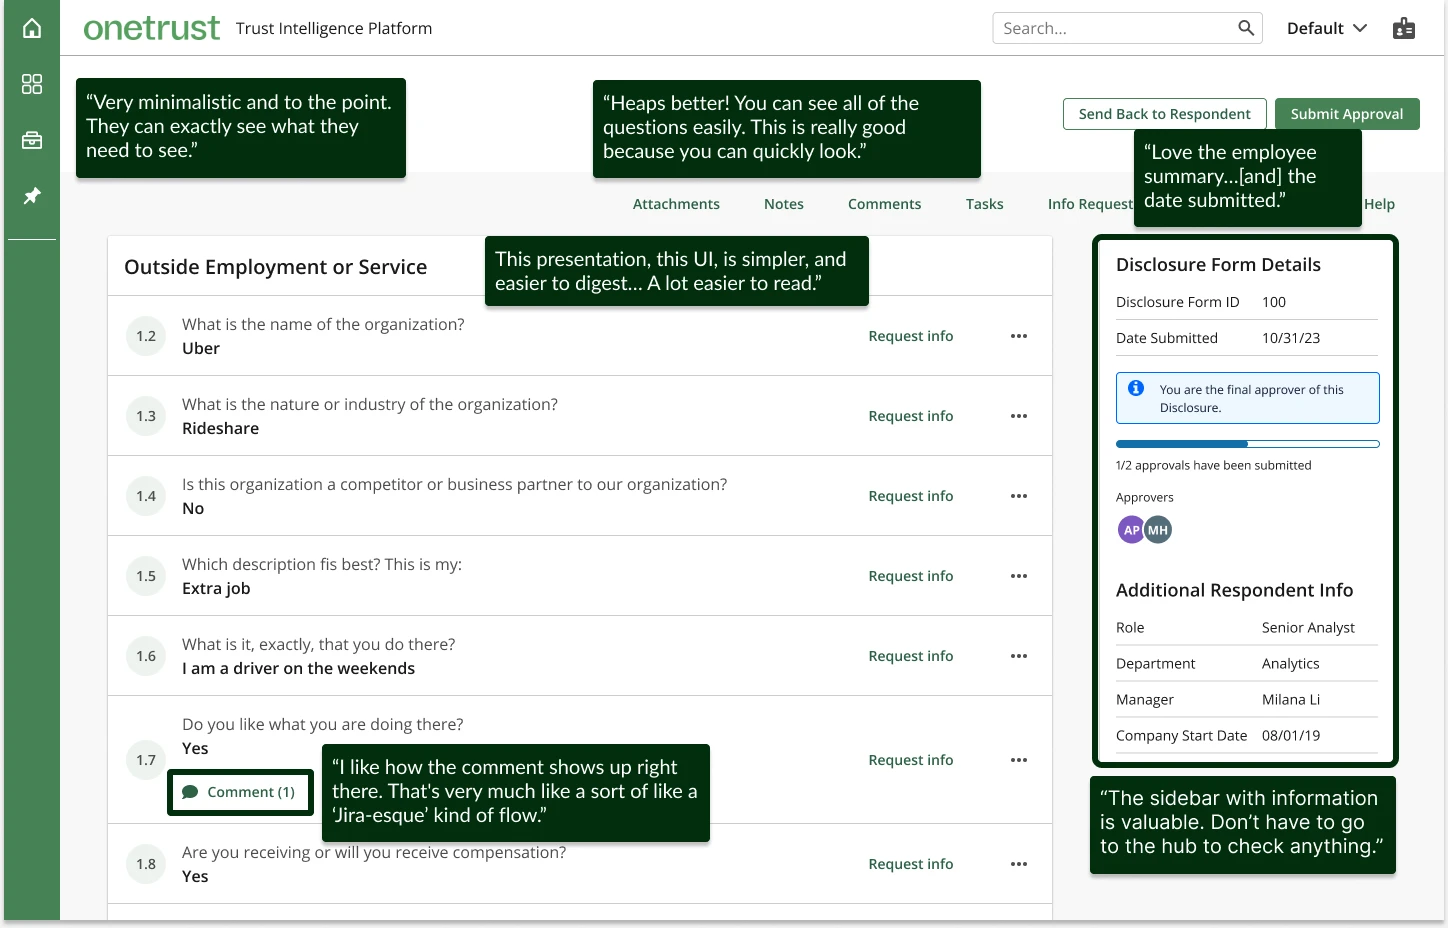 onetrust Trust Intelligence Platform
Search...
Default
“Very minimalistic and to the point.
They can exactly see what they
need to see.”
“Heaps better! You can see all of the
questions easily. This is really good
because you can quickly look.”
Send Back to Respondent
Submit Approval
“Love the employee
summary...[and] the
date submitted.”
Attachments
Notes
Comments
Tasks
Info Request
Help
Outside Employment or Service
This presentation, this UI, is simpler, and
easier to digest... A lot easier to read.”
1.2
What is the name of the organization?
Uber
Request info
1.3
What is the nature or industry of the organization?
Rideshare
Request info
1.4
Is this organization a competitor or business partner to our organization?
No
Request info
1.5
Which description fis best? This is my:
Extra job
Request info
1.6
What is it, exactly, that you do there?
I am a driver on the weekends
Request info
1.7
Do you like what you are doing there?
Yes
Comment (1)
Request info
“I like how the comment shows up right
there. That's very much like a sort of like a
‘Jira-esque’ kind of flow.”
1.8
Are you receiving or will you receive compensation?
Yes
Request info
Disclosure Form Details
Disclosure Form ID 100
Date Submitted 10/31/23
You are the final approver of this
Disclosure.
1/2 approvals have been submitted
Approvers
AP MH
Additional Respondent Info
Role Senior Analyst
Department Analytics
Manager Milana Li
Company Start Date 08/01/19
“The sidebar with information
is valuable. Don’t have to go
to the hub to check anything.”